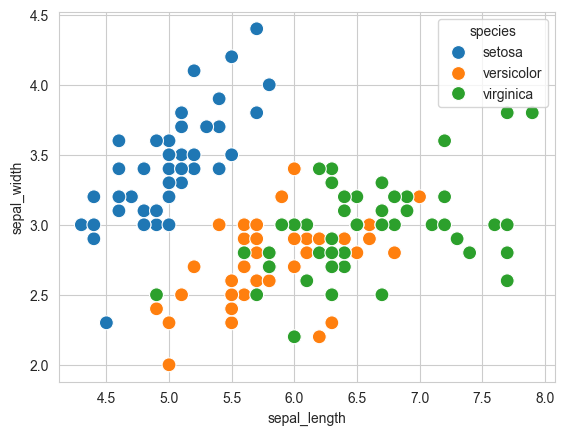 species
setosa
versicolor
virginica
4.5
4.0
3.5
3.0
2.5
2.0
sepal_width
4.5 5.0 5.5 6.0 6.5 7.0 7.5 8.0
sepal_length